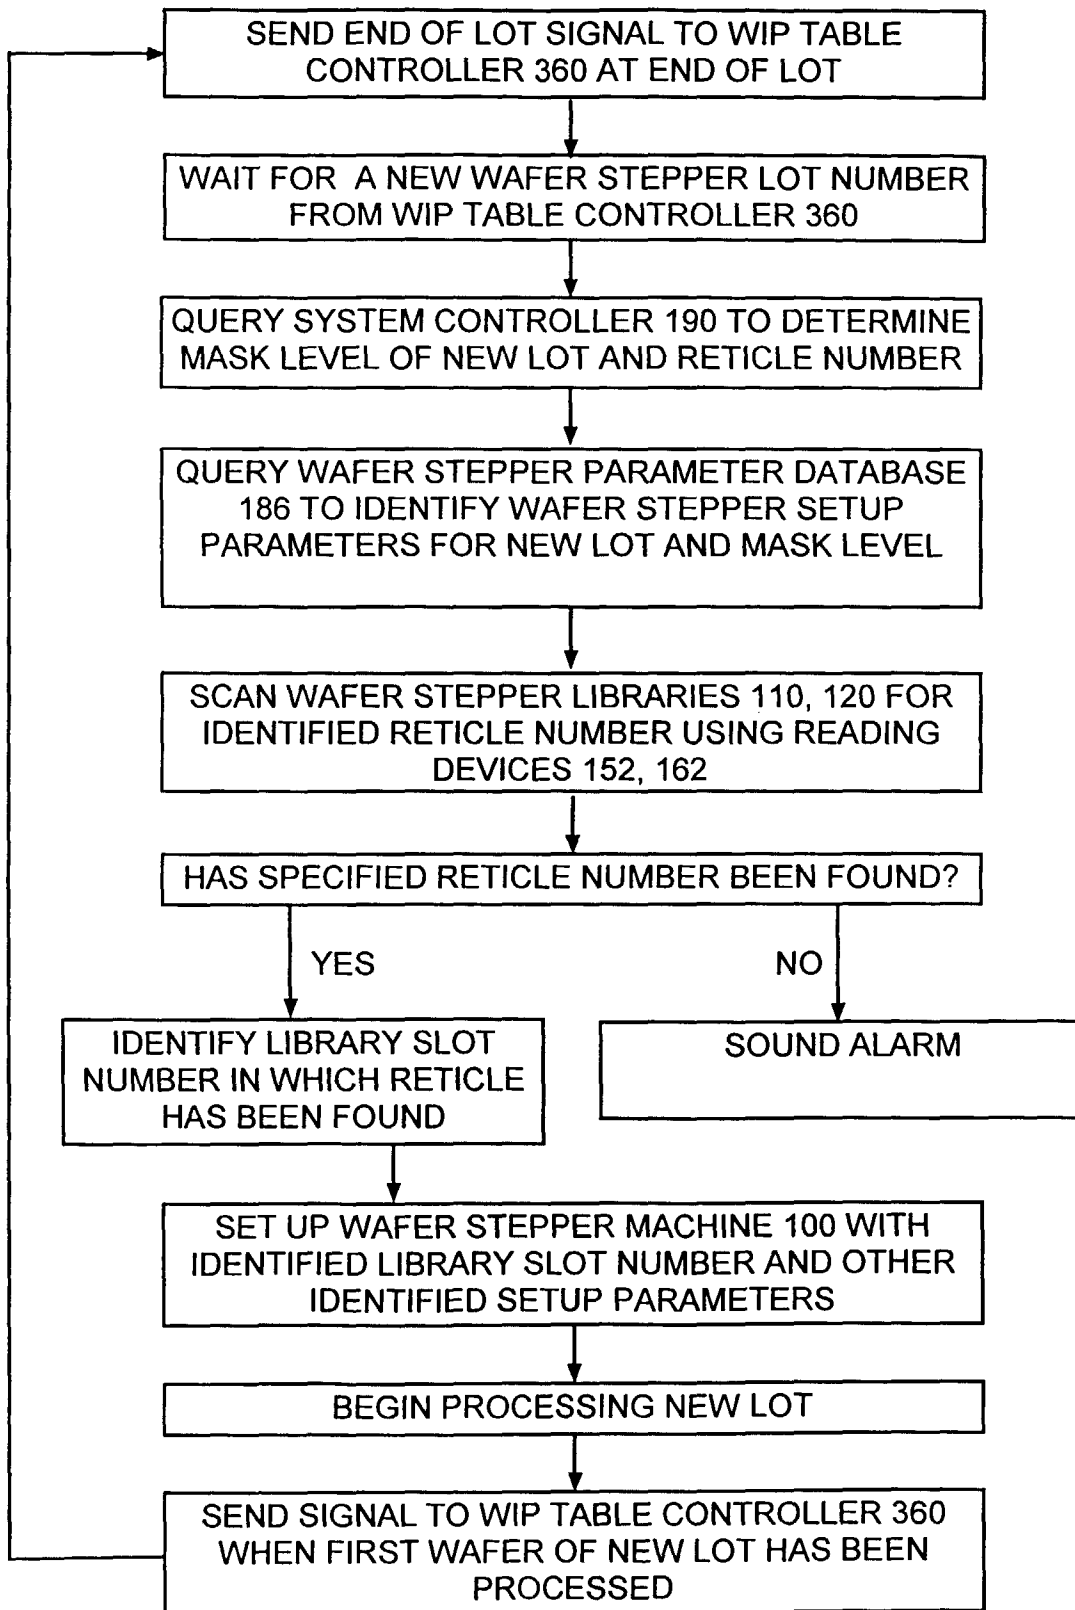 SEND END OF LOT SIGNAL TO WIP TABLE
CONTROLLER 360 AT END OF LOT
WAIT FOR A NEW WAFER STEPPER LOT NUMBER
FROM WIP TABLE CONTROLLER 360
QUERY SYSTEM CONTROLLER 190 TO DETERMINE
MASK LEVEL OF NEW LOT AND RETICLE NUMBER
QUERY WAFER STEPPER PARAMETER DATABASE
186 TO IDENTIFY WAFER STEPPER SETUP
PARAMETERS FOR NEW LOT AND MASK LEVEL
SCAN WAFER STEPPER LIBRARIES 110, 120 FOR
IDENTIFIED RETICLE NUMBER USING READING
DEVICES 152, 162
HAS SPECIFIED RETICLE NUMBER BEEN FOUND?
YES
NO
IDENTIFY LIBRARY SLOT
NUMBER IN WHICH RETICLE
HAS BEEN FOUND
SOUND ALARM
SET UP WAFER STEPPER MACHINE 100 WITH
IDENTIFIED LIBRARY SLOT NUMBER AND OTHER
IDENTIFIED SETUP PARAMETERS
BEGIN PROCESSING NEW LOT
SEND SIGNAL TO WIP TABLE CONTROLLER 360
WHEN FIRST WAFER OF NEW LOT HAS BEEN
PROCESSED